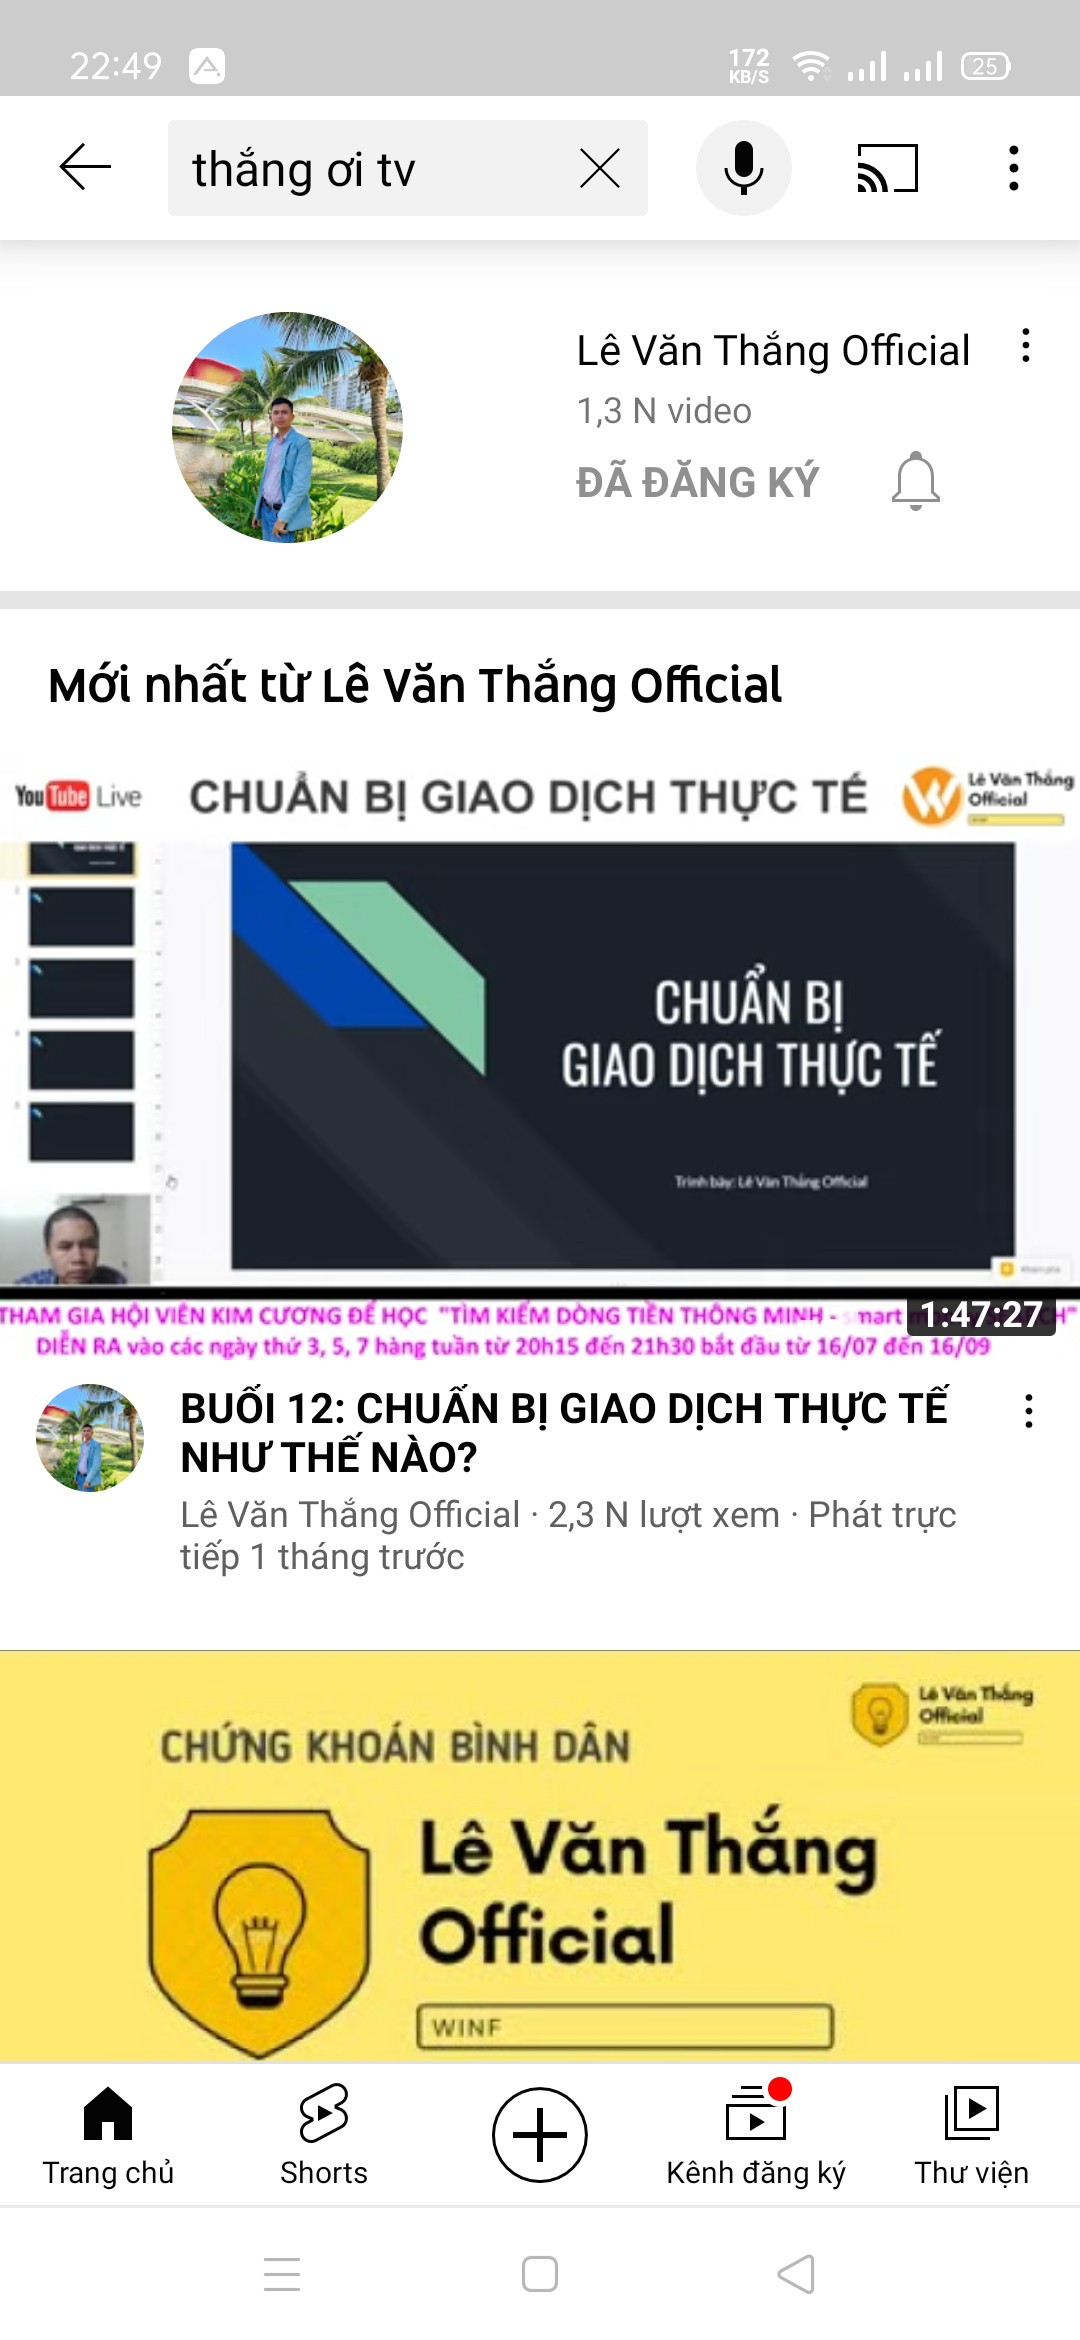 22:49
172
KB/S
25
thắng ơi tv
Lê Văn Thắng Official
1,3 N video
ĐÃ ĐĂNG KÝ
Mới nhất từ Lê Văn Thắng Official
YouTube Live
CHUẨN BỊ GIAO DỊCH THỰC TẾ
Lê Văn Thắng
Official
CHUẨN BỊ
GIAO DỊCH THỰC TẾ
Trình bày: Lê Văn Thắng Official
THAM GIA HỘI VIÊN KIM CƯƠNG ĐỂ HỌC "TÌM KIẾM DÒNG TIỀN THÔNG MINH - smart
1:47:27
DIỄN RA vào các ngày thứ 3, 5, 7 hàng tuần từ 20h15 đến 21h30 bắt đầu từ 16/07 đến 16/09
BUỔI 12: CHUẨN BỊ GIAO DỊCH THỰC TẾ
NHƯ THẾ NÀO?
Lê Văn Thắng Official · 2,3 N lượt xem · Phát trực
tiếp 1 tháng trước
Lê Văn Thắng
Official
CHỨNG KHOÁN BÌNH DÂN
Lê Văn Thắng
Official
WINF
Trang chủ
Shorts
Kênh đăng ký
Thư viện